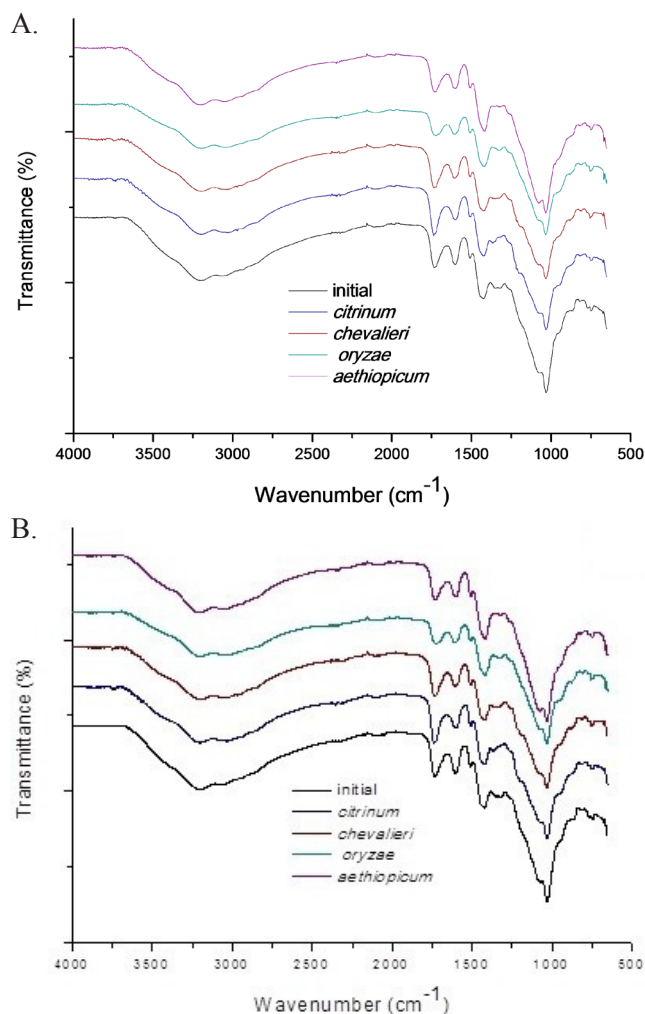 A.
Transmittance (%)
initial
citrinum
chevalieri
oryzae
aethiopicum
4000 3500 3000 2500 2000 1500 1000 500
Wavenumber (cm⁻¹)
B.
Transmittance (%)
initial
citrinum
chevalieri
oryzae
aethiopicum
4000 3500 3000 2500 2000 1500 1000 500
Wavenumber (cm⁻¹)